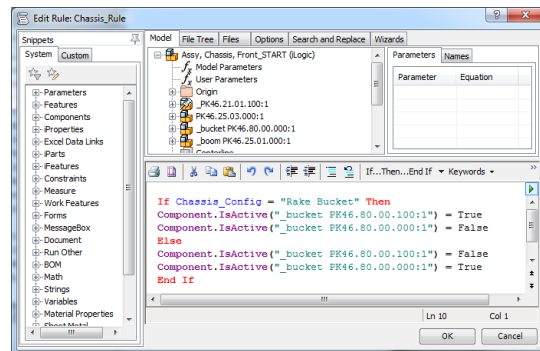 Edit Rule: Chassis_Rule
Snippets
System Custom
Parameters
Features
Components
iProperties
Excel Data Links
iParts
iFeatures
Constraints
Measure
Work Features
Forms
MessageBox
Document
Run Other
BOM
Math
Strings
Variables
Material Properties
Sheet Metal
Model File Tree Files Options Search and Replace Wizards
Assy, Chassis, Front_START (iLogic)
Model Parameters
User Parameters
Origin
_PK46.21.01.100:1
PK46.25.03.000:1
_bucket PK46.80.00.000:1
_boom PK46.25.01.000:1
Centerline
Parameters Names
Parameter Equation
If...Then...End If Keywords
If Chassis_Config = "Rake Bucket" Then
Component.IsActive("_bucket PK46.80.00.100:1") = True
Component.IsActive("_bucket PK46.80.00.000:1") = False
Else
Component.IsActive("_bucket PK46.80.00.100:1") = False
Component.IsActive("_bucket PK46.80.00.000:1") = True
End If
Ln 10 Col 1
OK Cancel